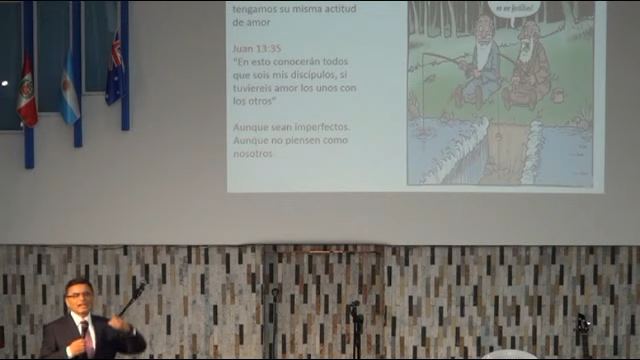 tengamos su misma actitud
de amor
Juan 13:35
“En esto conocerán todos
que sois mis discípulos, si
tuviereis amor los unos con
los otros”
Aunque sean imperfectos.
Aunque no piensen como
nosotros.